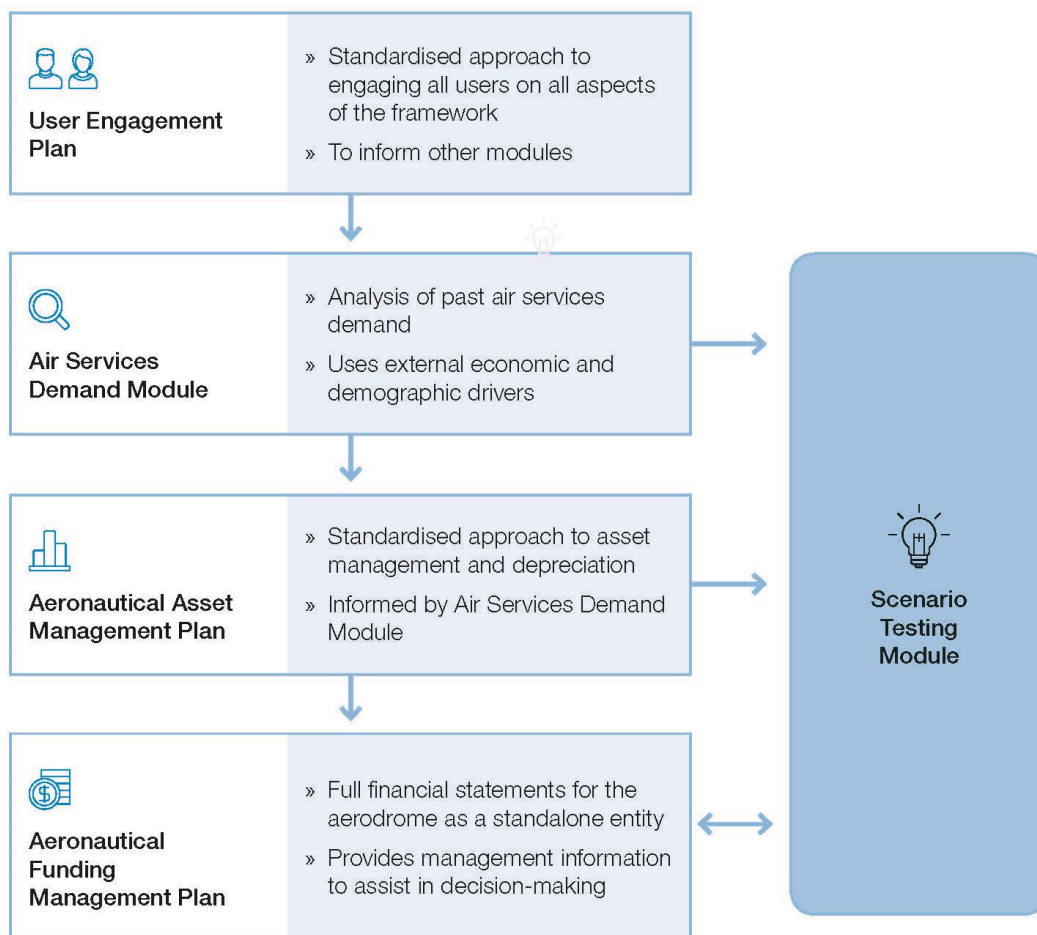 User Engagement
Plan
» Standardised approach to
engaging all users on all aspects
of the framework
» To inform other modules
Air Services
Demand Module
» Analysis of past air services
demand
» Uses external economic and
demographic drivers
Aeronautical Asset
Management Plan
» Standardised approach to asset
management and depreciation
» Informed by Air Services Demand
Module
Aeronautical
Funding
Management Plan
» Full financial statements for the
aerodrome as a standalone entity
» Provides management information
to assist in decision-making
Scenario
Testing
Module